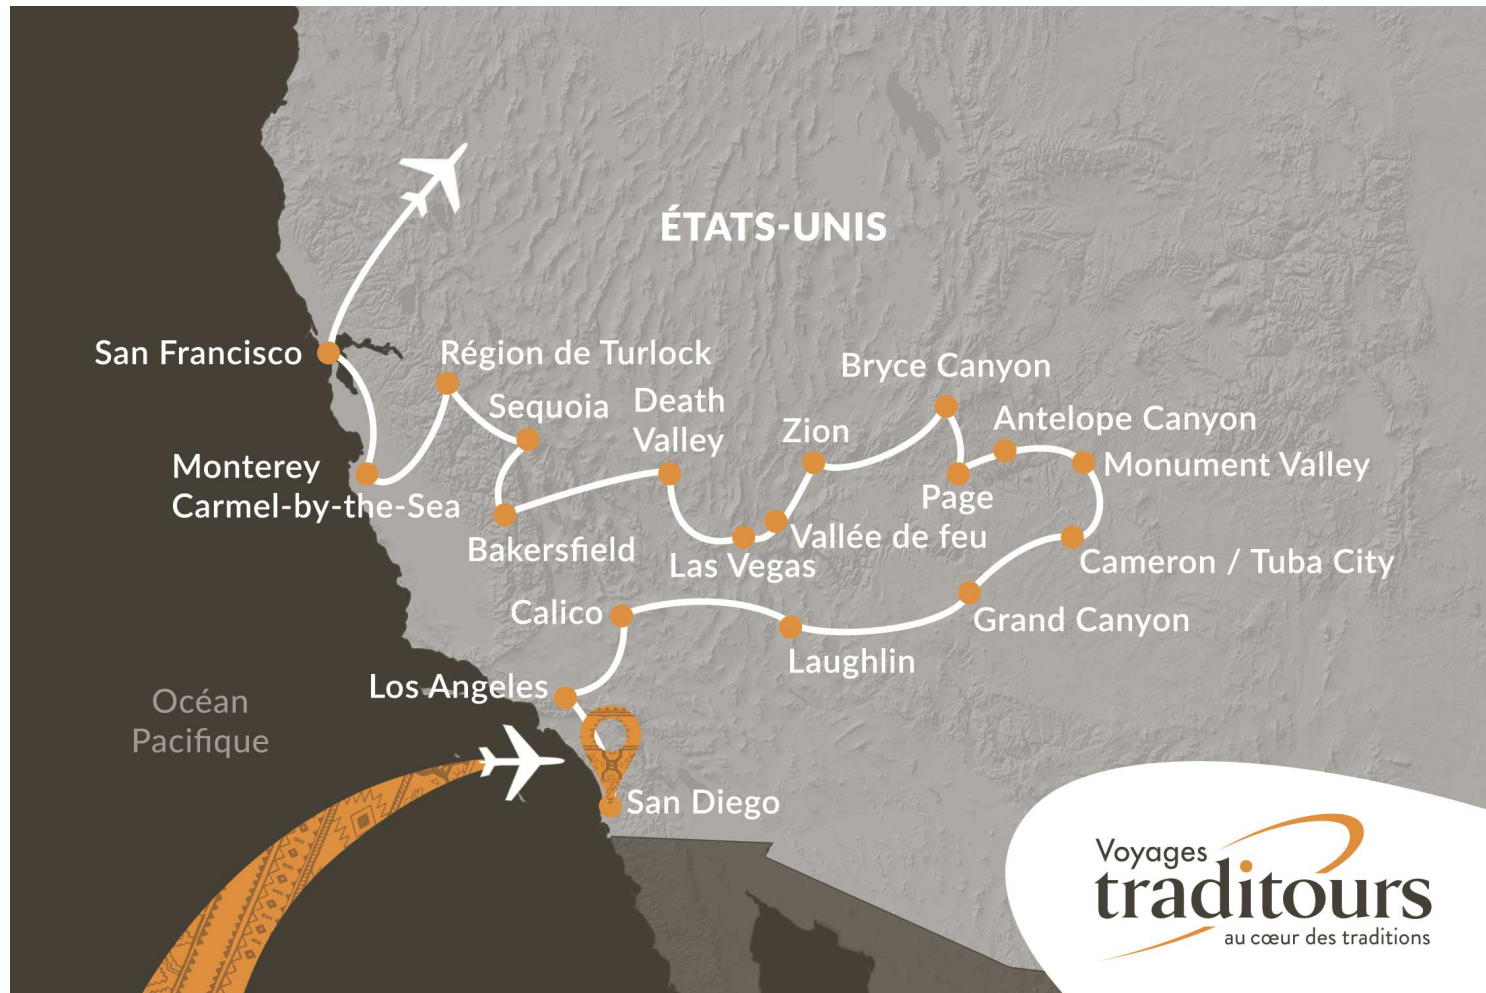 ÉTATS-UNIS
San Francisco
Région de Turlock
Sequoia
Death
Valley
Bryce Canyon
Zion
Antelope Canyon
Monterey
Carmel-by-the-Sea
Monument Valley
Page
Bakersfield
Las Vegas
Vallée de feu
Cameron / Tuba City
Calico
Grand Canyon
Laughlin
Los Angeles
Océan
Pacifique
San Diego
Voyages
traditours
au cœur des traditions